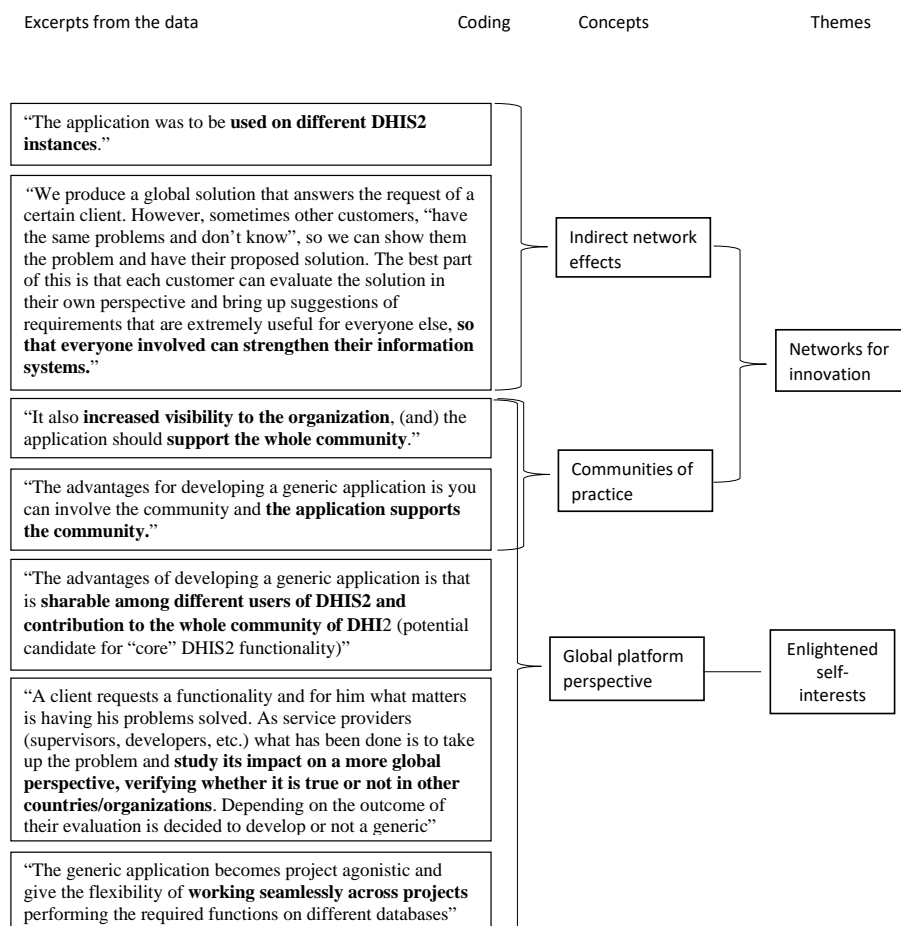 Excerpts from the data Coding Concepts Themes
“The application was to be used on different DHIS2
instances.”
“We produce a global solution that answers the request of a
certain client. However, sometimes other customers, “have
the same problems and don’t know”, so we can show them
the problem and have their proposed solution. The best
part of this is that each customer can evaluate the solution
in their own perspective and bring up suggestions of
requirements that are extremely useful for everyone else, so
that everyone involved can strengthen their information
systems.”
Indirect network
effects
Networks for
innovation
“It also increased visibility to the organization, (and) the
application should support the whole community.”
“The advantages for developing a generic application is you
can involve the community and the application supports
the community.”
Communities of
practice
“The advantages of developing a generic application is that
is sharable among different users of DHIS2 and
contribution to the whole community of DHI2 (potential
candidate for “core” DHIS2 functionality)”
Global platform
perspective
Enlightened
self-
interests
“A client requests a functionality and for him what matters
is having his problems solved. As service providers
(supervisors, developers, etc.) what has been done is to take
up the problem and study its impact on a more global
perspective, verifying whether it is true or not in other
countries/organizations. Depending on the outcome of
their evaluation is decided to develop or not a generic”
“The generic application becomes project agonistic and
give the flexibility of working seamlessly across projects
performing the required functions on different databases”